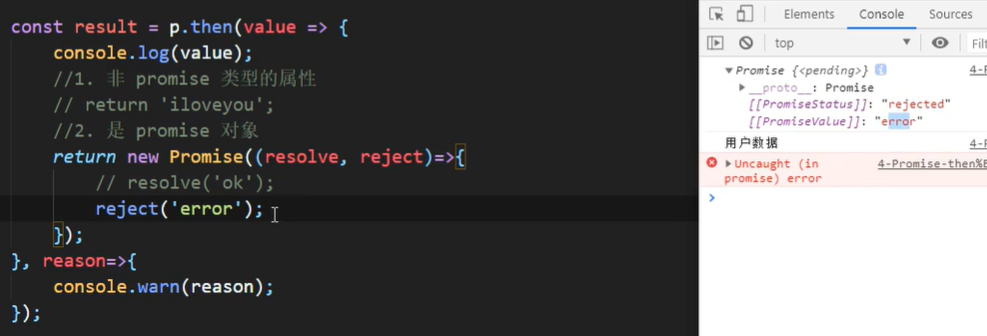 const result = p.then(value => {
console.log(value);
//1. 非 promise 类型的属性
// return 'iloveyou';
//2. 是 promise 对象
return new Promise((resolve, reject)=>{
// resolve('ok');
reject('error');
});
}, reason=>{
console.warn(reason);
});
Elements Console Sources
top Filt
Promise {<pending>} 4-P
__proto__: Promise
[[PromiseStatus]]: "rejected"
[[PromiseValue]]: "error"
用户数据 4-P
Uncaught (in 4-Promise-then%E
promise) error